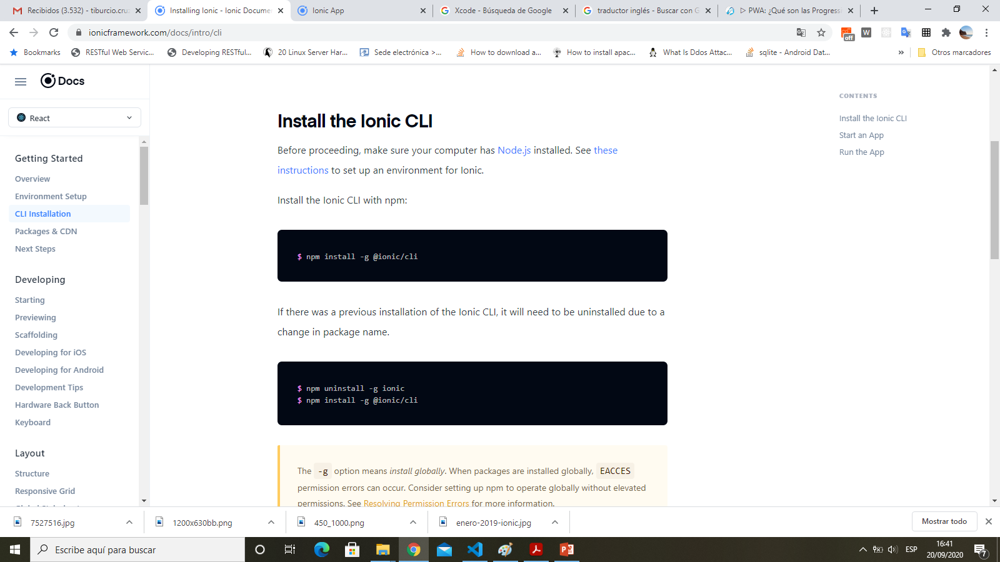 Recibidos (3.532) - tiburcio.cruz
Installing Ionic - Ionic Documen
Ionic App
Xcode - Búsqueda de Google
traductor inglés - Buscar con G
▷ PWA: ¿Qué son las Progressi
ionicframework.com/docs/intro/cli
off
W
Bookmarks
RESTful Web Servic...
Developing RESTful...
20 Linux Server Har...
Sede electrónica >...
How to download a...
How to install apac...
What Is Ddos Attac...
sqlite - Android Dat...
»
Otros marcadores
Docs
React
Getting Started
Overview
Environment Setup
CLI Installation
Packages & CDN
Next Steps
Developing
Starting
Previewing
Scaffolding
Developing for iOS
Developing for Android
Development Tips
Hardware Back Button
Keyboard
Layout
Structure
Responsive Grid
Install the Ionic CLI
Before proceeding, make sure your computer has Node.js installed. See these
instructions to set up an environment for Ionic.
Install the Ionic CLI with npm:
$ npm install -g @ionic/cli
If there was a previous installation of the Ionic CLI, it will need to be uninstalled due to a
change in package name.
$ npm uninstall -g ionic
$ npm install -g @ionic/cli
The -g option means install globally. When packages are installed globally, EACCES
permission errors can occur. Consider setting up npm to operate globally without elevated
permissions. See Resolving Permission Errors for more information.
CONTENTS
Install the Ionic CLI
Start an App
Run the App
7527516.jpg
1200x630bb.png
450_1000.png
enero-2019-ionic.jpg
Mostrar todo
Escribe aquí para buscar
ESP
16:41
20/09/2020
7